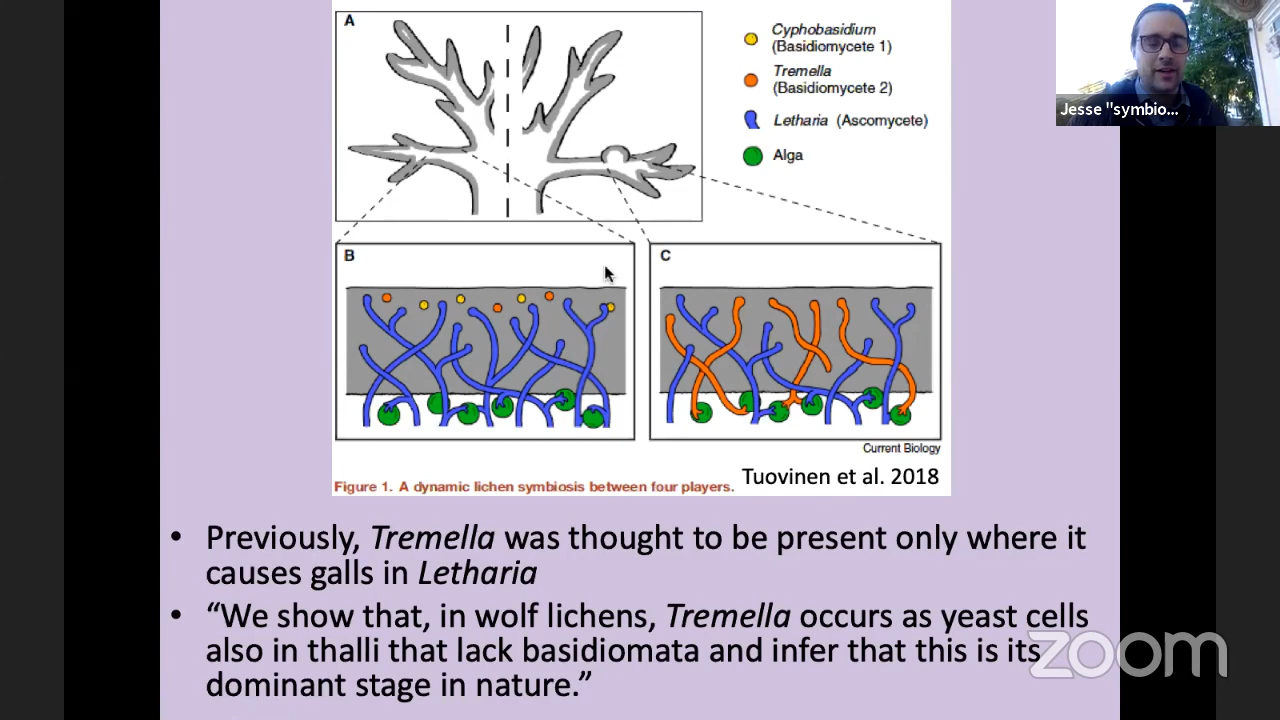 A
Cyphobasidium
(Basidiomycete 1)
Tremella
(Basidiomycete 2)
Letharia (Ascomycete)
Alga
Jesse "symbio...
B
C
Current Biology
Figure 1. A dynamic lichen symbiosis between four players.
Tuovinen et al. 2018
• Previously, Tremella was thought to be present only where it
causes galls in Letharia
• “We show that, in wolf lichens, Tremella occurs as yeast cells
also in thalli that lack basidiomata and infer that this is its
dominant stage in nature.”
zoom